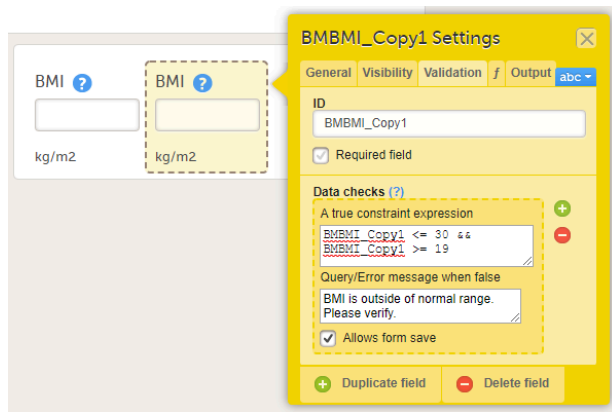 BMI ?
kg/m2
BMI ?
kg/m2
BMBMI_Copy1 Settings
General Visibility Validation f Output abc
ID
BMBMI_Copy1
Required field
Data checks (?)
A true constraint expression
BMBMI_Copy1 <= 30 &&
BMBMI_Copy1 >= 19
Query/Error message when false
BMI is outside of normal range.
Please verify.
Allows form save
Duplicate field Delete field